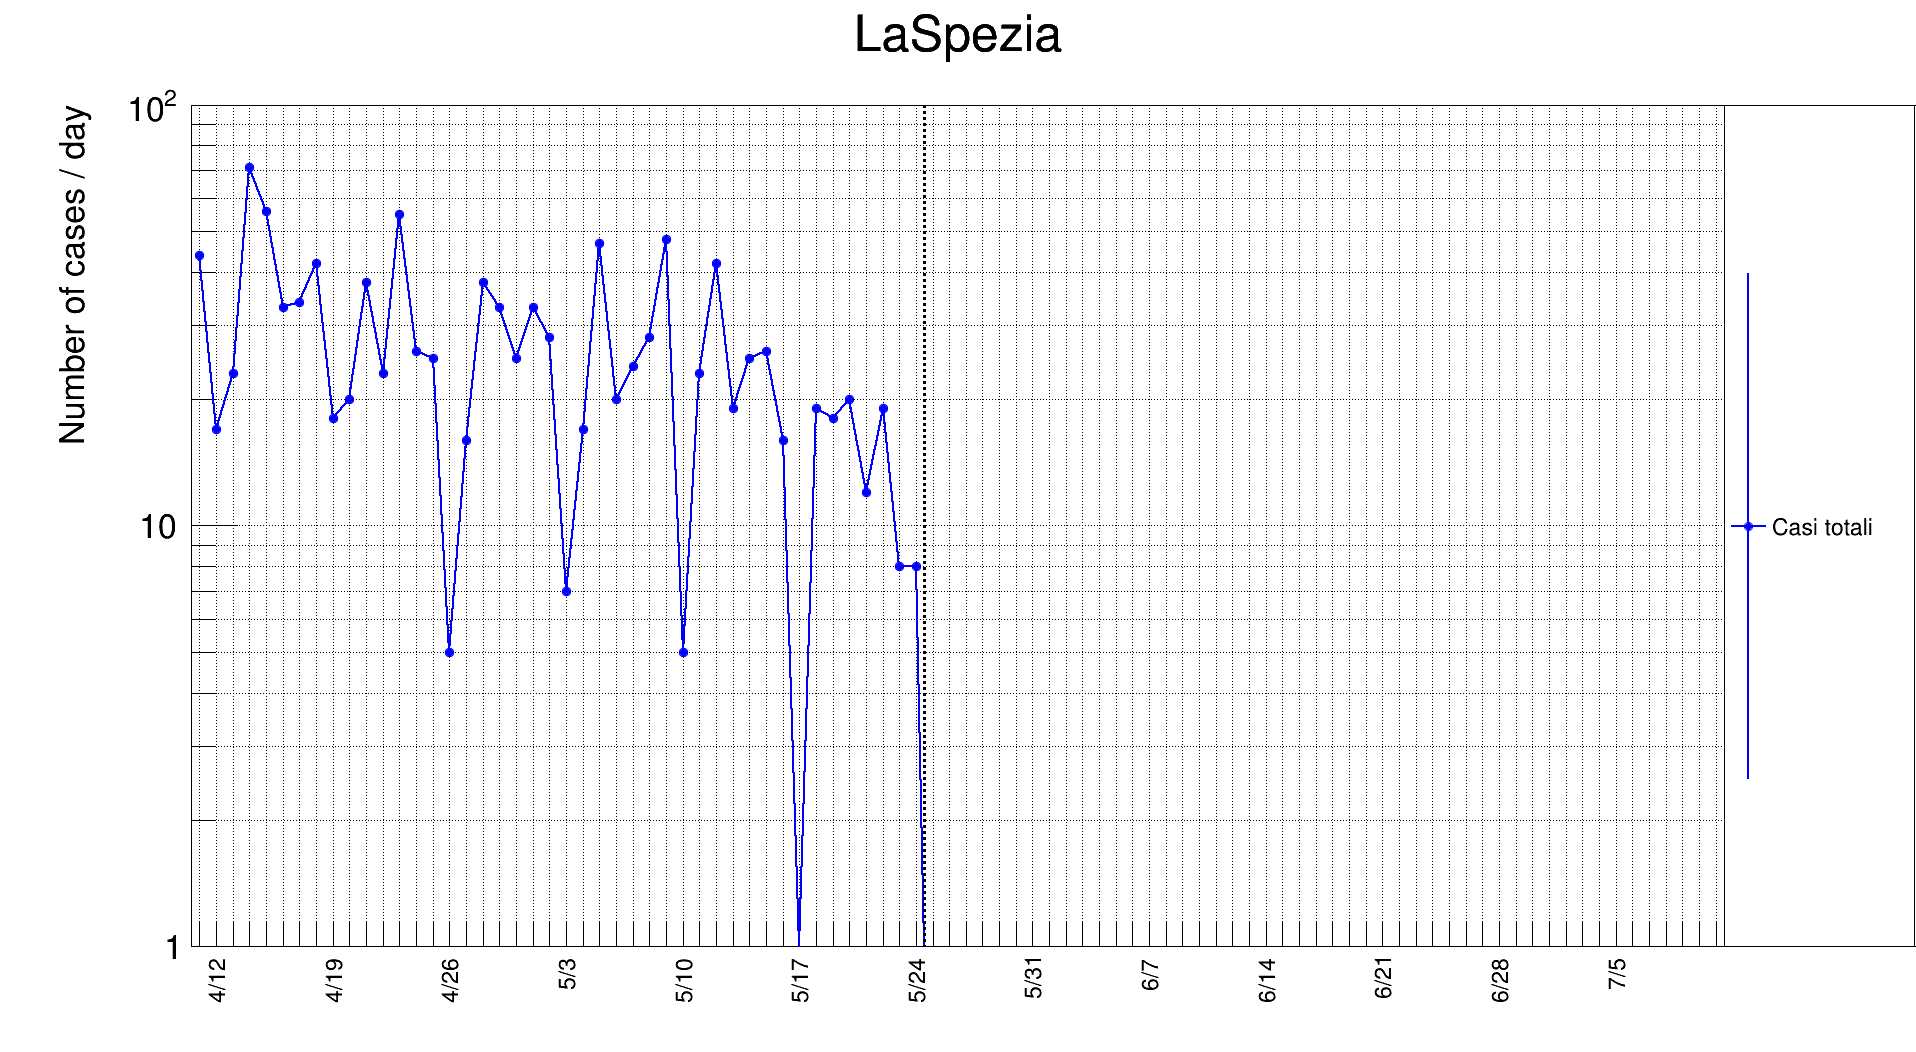 LaSpezia
Number of cases / day
10²
10
1
4/12 4/19 4/26 5/3 5/10 5/17 5/24 5/31 6/7 6/14 6/21 6/28 7/5
Casi totali